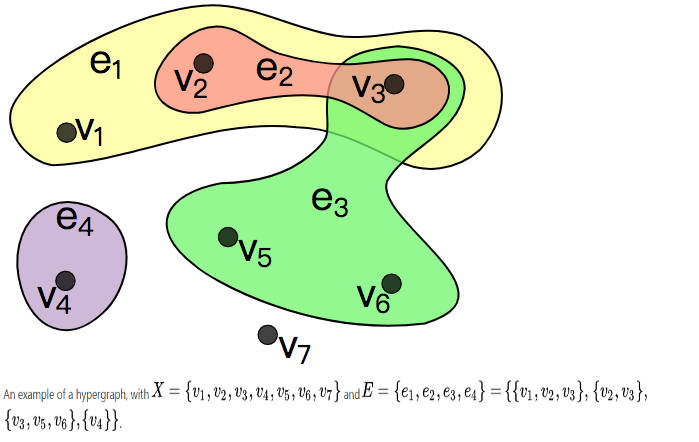 e₁
v₂
e₂
v₃
v₁
e₃
e₄
v₅
v₄
v₆
v₇
An example of a hypergraph, with X = {v₁, v₂, v₃, v₄, v₅, v₆, v₇} and E = {e₁, e₂, e₃, e₄} = {{v₁, v₂, v₃}, {v₂, v₃},
{v₃, v₅, v₆}, {v₄}}.